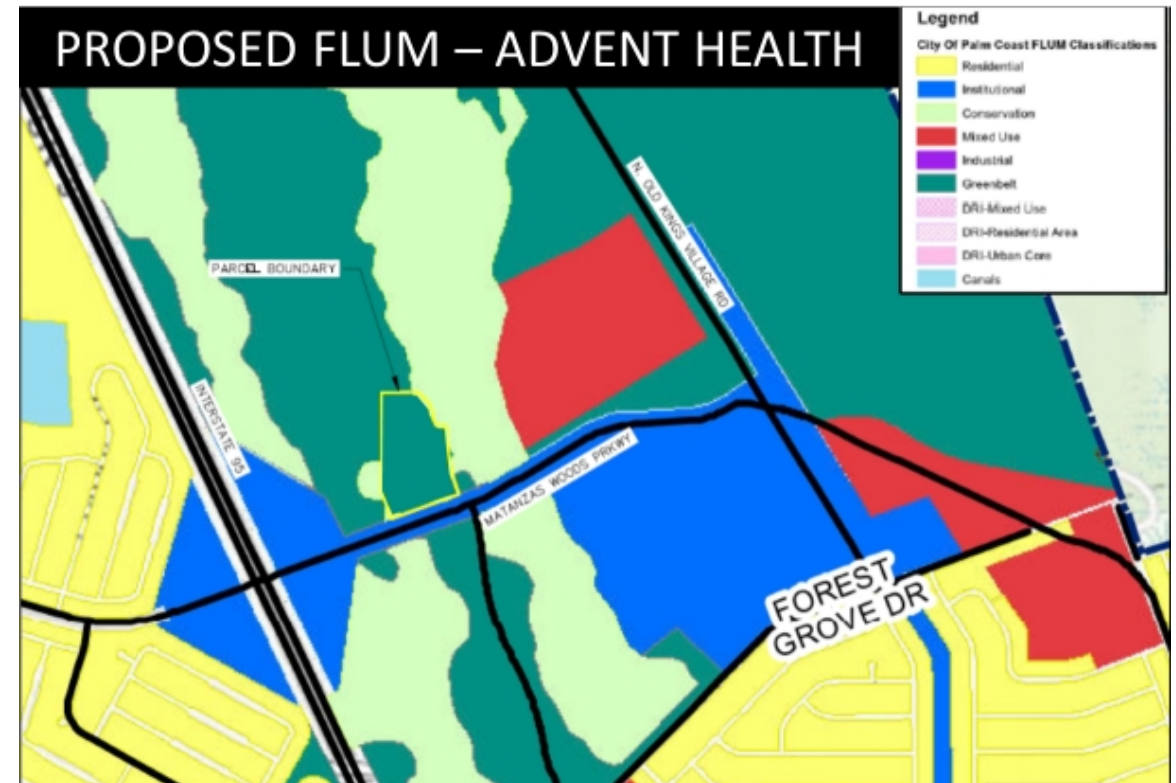 PROPOSED FLUM – ADVENT HEALTH
Legend
City Of Palm Coast FLUM Classifications
Residential
Institutional
Conservation
Mixed Use
Industrial
Greenbelt
DRI-Mixed Use
DRI-Residential Area
DRI-Urban Core
Canals
N. OLD KINGS VILLAGE RD
PARCEL BOUNDARY
INTERSTATE 95
MATANZAS WOODS PRKWY
FOREST
GROVE DR